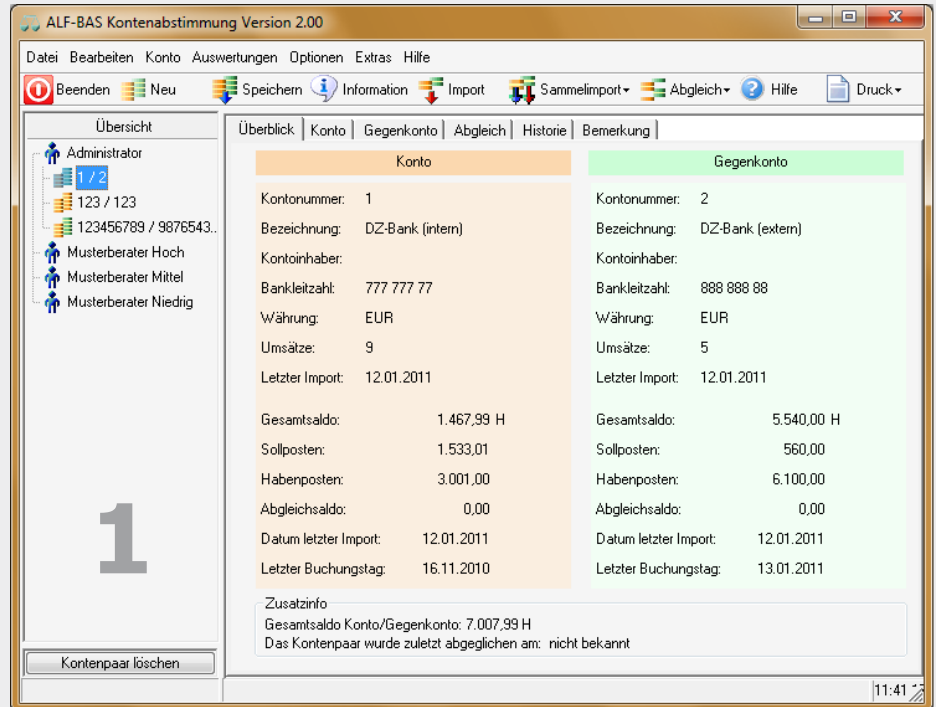 ALF-BAS Kontenabstimmung Version 2.00
Datei Bearbeiten Konto Auswertungen Optionen Extras Hilfe
Beenden Neu Speichern Information Import Sammelimport Abgleich Hilfe Druck
Übersicht
Administrator
1 / 2
123 / 123
123456789 / 9876543..
Musterberater Hoch
Musterberater Mittel
Musterberater Niedrig
1
Kontenpaar löschen
Überblick Konto Gegenkonto Abgleich Historie Bemerkung
Konto
Kontonummer: 1
Bezeichnung: DZ-Bank (intern)
Kontoinhaber:
Bankleitzahl: 777 777 77
Währung: EUR
Umsätze: 9
Letzter Import: 12.01.2011
Gesamtsaldo: 1.467,99 H
Sollposten: 1.533,01
Habenposten: 3.001,00
Abgleichsaldo: 0,00
Datum letzter Import: 12.01.2011
Letzter Buchungstag: 16.11.2010
Gegenkonto
Kontonummer: 2
Bezeichnung: DZ-Bank (extern)
Kontoinhaber:
Bankleitzahl: 888 888 88
Währung: EUR
Umsätze: 5
Letzter Import: 12.01.2011
Gesamtsaldo: 5.540,00 H
Sollposten: 560,00
Habenposten: 6.100,00
Abgleichsaldo: 0,00
Datum letzter Import: 12.01.2011
Letzter Buchungstag: 13.01.2011
Zusatzinfo
Gesamtsaldo Konto/Gegenkonto: 7.007,99 H
Das Kontenpaar wurde zuletzt abgeglichen am: nicht bekannt
11:41